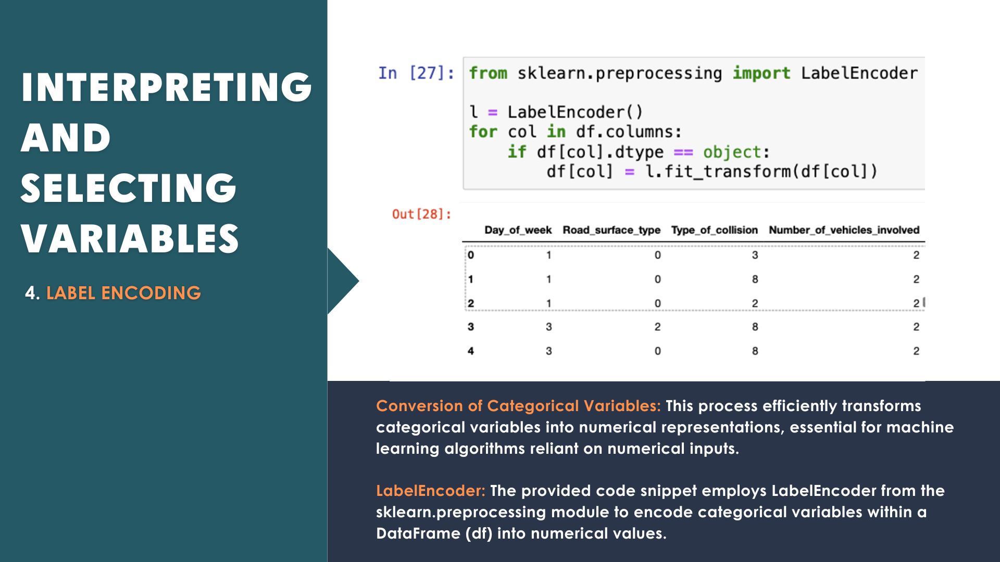 INTERPRETING
AND
SELECTING
VARIABLES
4. LABEL ENCODING
In [27]: from sklearn.preprocessing import LabelEncoder
l = LabelEncoder()
for col in df.columns:
    if df[col].dtype == object:
        df[col] = l.fit_transform(df[col])
Out[28]:
Day_of_week Road_surface_type Type_of_collision Number_of_vehicles_involved
0 1 0 3 2
1 1 0 8 2
2 1 0 2 2
3 3 2 8 2
4 3 0 8 2
Conversion of Categorical Variables: This process efficiently transforms
categorical variables into numerical representations, essential for machine
learning algorithms reliant on numerical inputs.
LabelEncoder: The provided code snippet employs LabelEncoder from the
sklearn.preprocessing module to encode categorical variables within a
DataFrame (df) into numerical values.